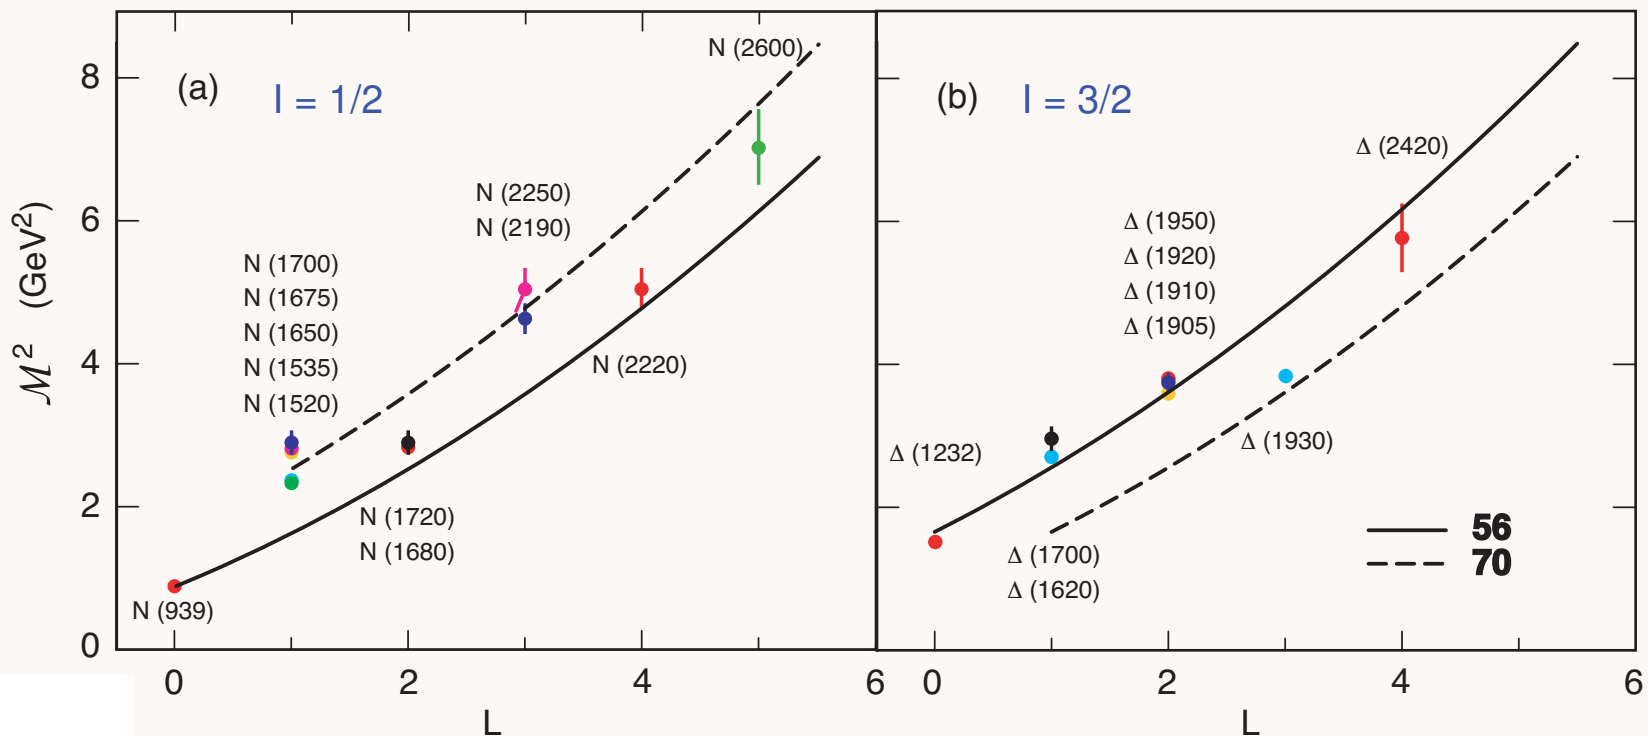 (a)
I = 1/2
N (2600)
N (2250)
N (2190)
N (1700)
N (1675)
N (1650)
N (1535)
N (1520)
N (2220)
N (1720)
N (1680)
N (939)
8
6
4
2
0
ℳ² (GeV²)
0
2
4
6
L
(b)
I = 3/2
Δ (2420)
Δ (1950)
Δ (1920)
Δ (1910)
Δ (1905)
Δ (1232)
Δ (1930)
Δ (1700)
Δ (1620)
56
70
0
2
4
6
L